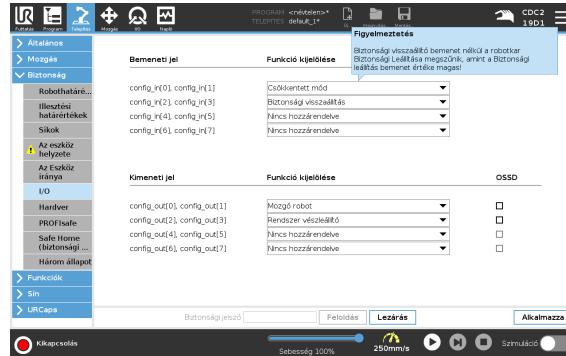 PROGRAM <névtelen>*
TELEPÍTÉS default_1*
CDC2
19D1
Futtatás Program Telepítés Mozgás I/O Napló
Figyelmeztetés
Biztonsági visszaállító bemenet nélkül a robotkar
Biztonsági Leállítása megszűnik, amint a Biztonsági
leállítás bemenet értéke magas!
Általános
Mozgás
Biztonság
Robothatáré...
Illesztési
határértékek
Síkok
Az eszköz
helyzete
Az Eszköz
iránya
I/O
Hardver
PROFIsafe
Safe Home
(biztonsági ...
Három állapot
Funkciók
Sín
URCaps
Bemeneti jel Funkció kijelölése
config_in[0], config_in[1] Csökkentett mód
config_in[2], config_in[3] Biztonsági visszaállítás
config_in[4], config_in[5] Nincs hozzárendelve
config_in[6], config_in[7] Nincs hozzárendelve
Kimeneti jel Funkció kijelölése OSSD
config_out[0], config_out[1] Mozgó robot
config_out[2], config_out[3] Rendszer vészleállító
config_out[4], config_out[5] Nincs hozzárendelve
config_out[6], config_out[7] Nincs hozzárendelve
Biztonsági jelszó Feloldás Lezárás Alkalmazza
Kikapcsolás
Sebesség 100%
250mm/s
Szimuláció